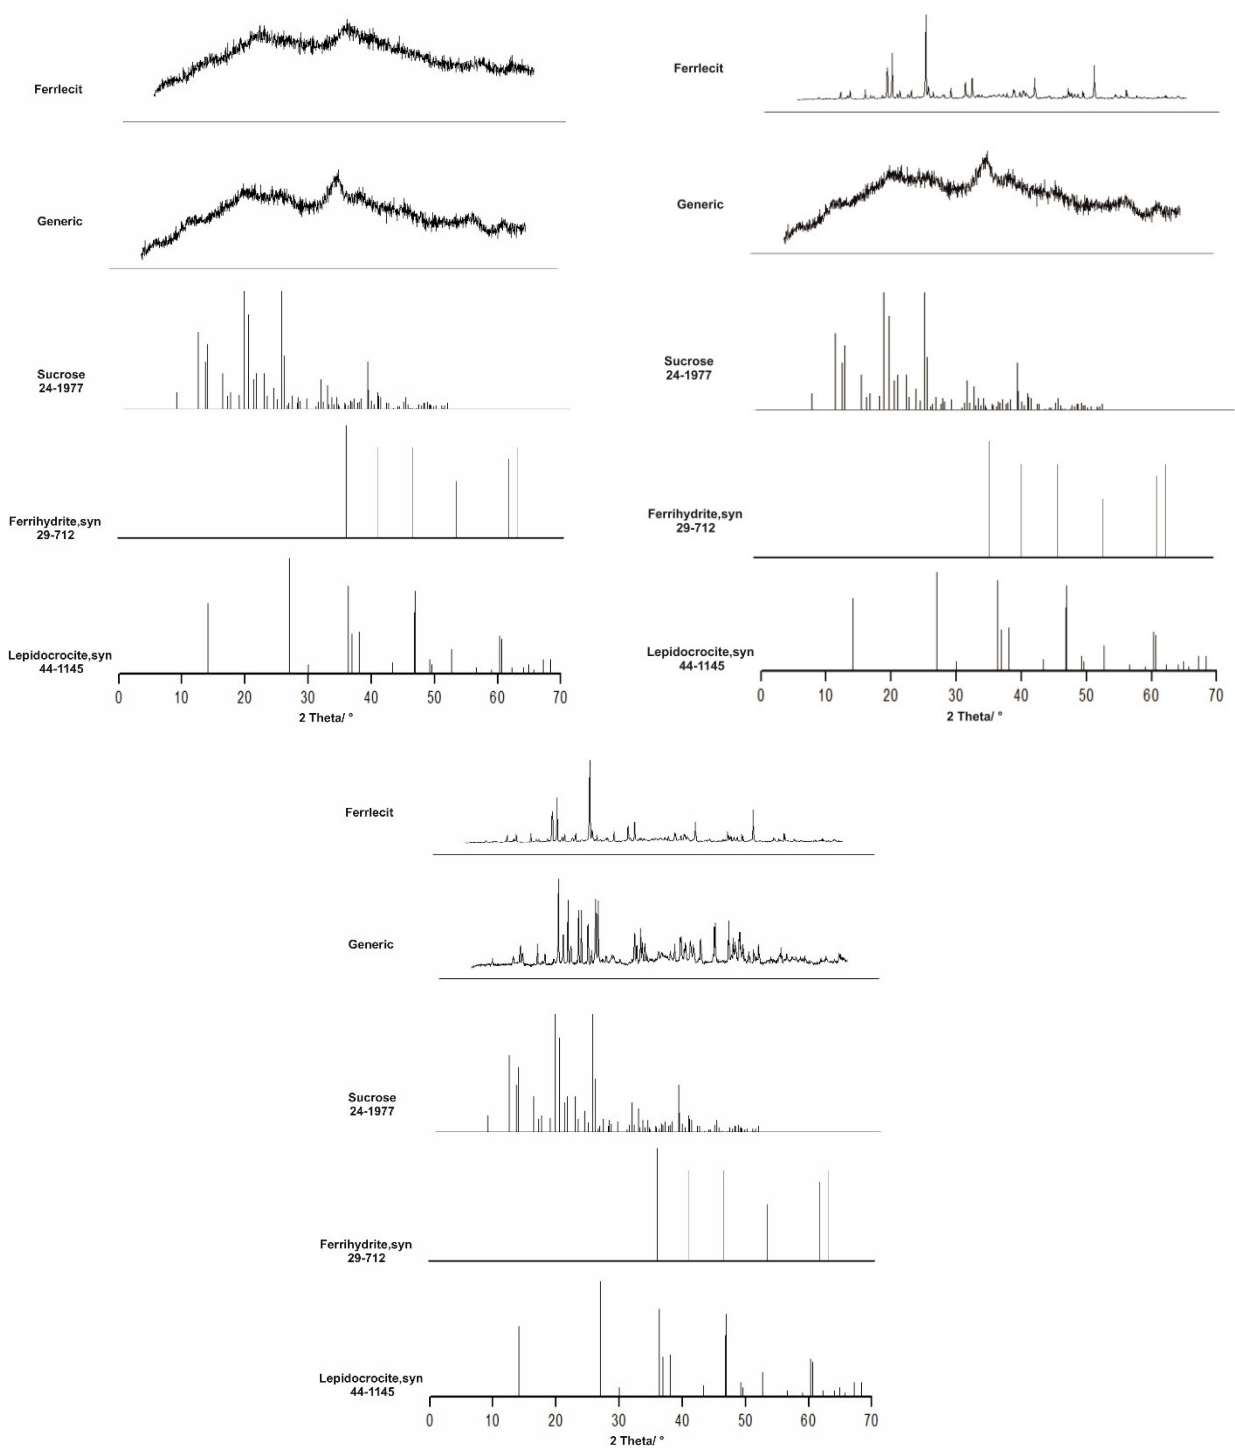 Ferrlecit
Generic
Sucrose
24-1977
Ferrihydrite,syn
29-712
Lepidocrocite,syn
44-1145
0 10 20 30 40 50 60 70
2 Theta/ °
Ferrlecit
Generic
Sucrose
24-1977
Ferrihydrite,syn
29-712
Lepidocrocite,syn
44-1145
0 10 20 30 40 50 60 70
2 Theta/ °
Ferrlecit
Generic
Sucrose
24-1977
Ferrihydrite,syn
29-712
Lepidocrocite,syn
44-1145
0 10 20 30 40 50 60 70
2 Theta/ °